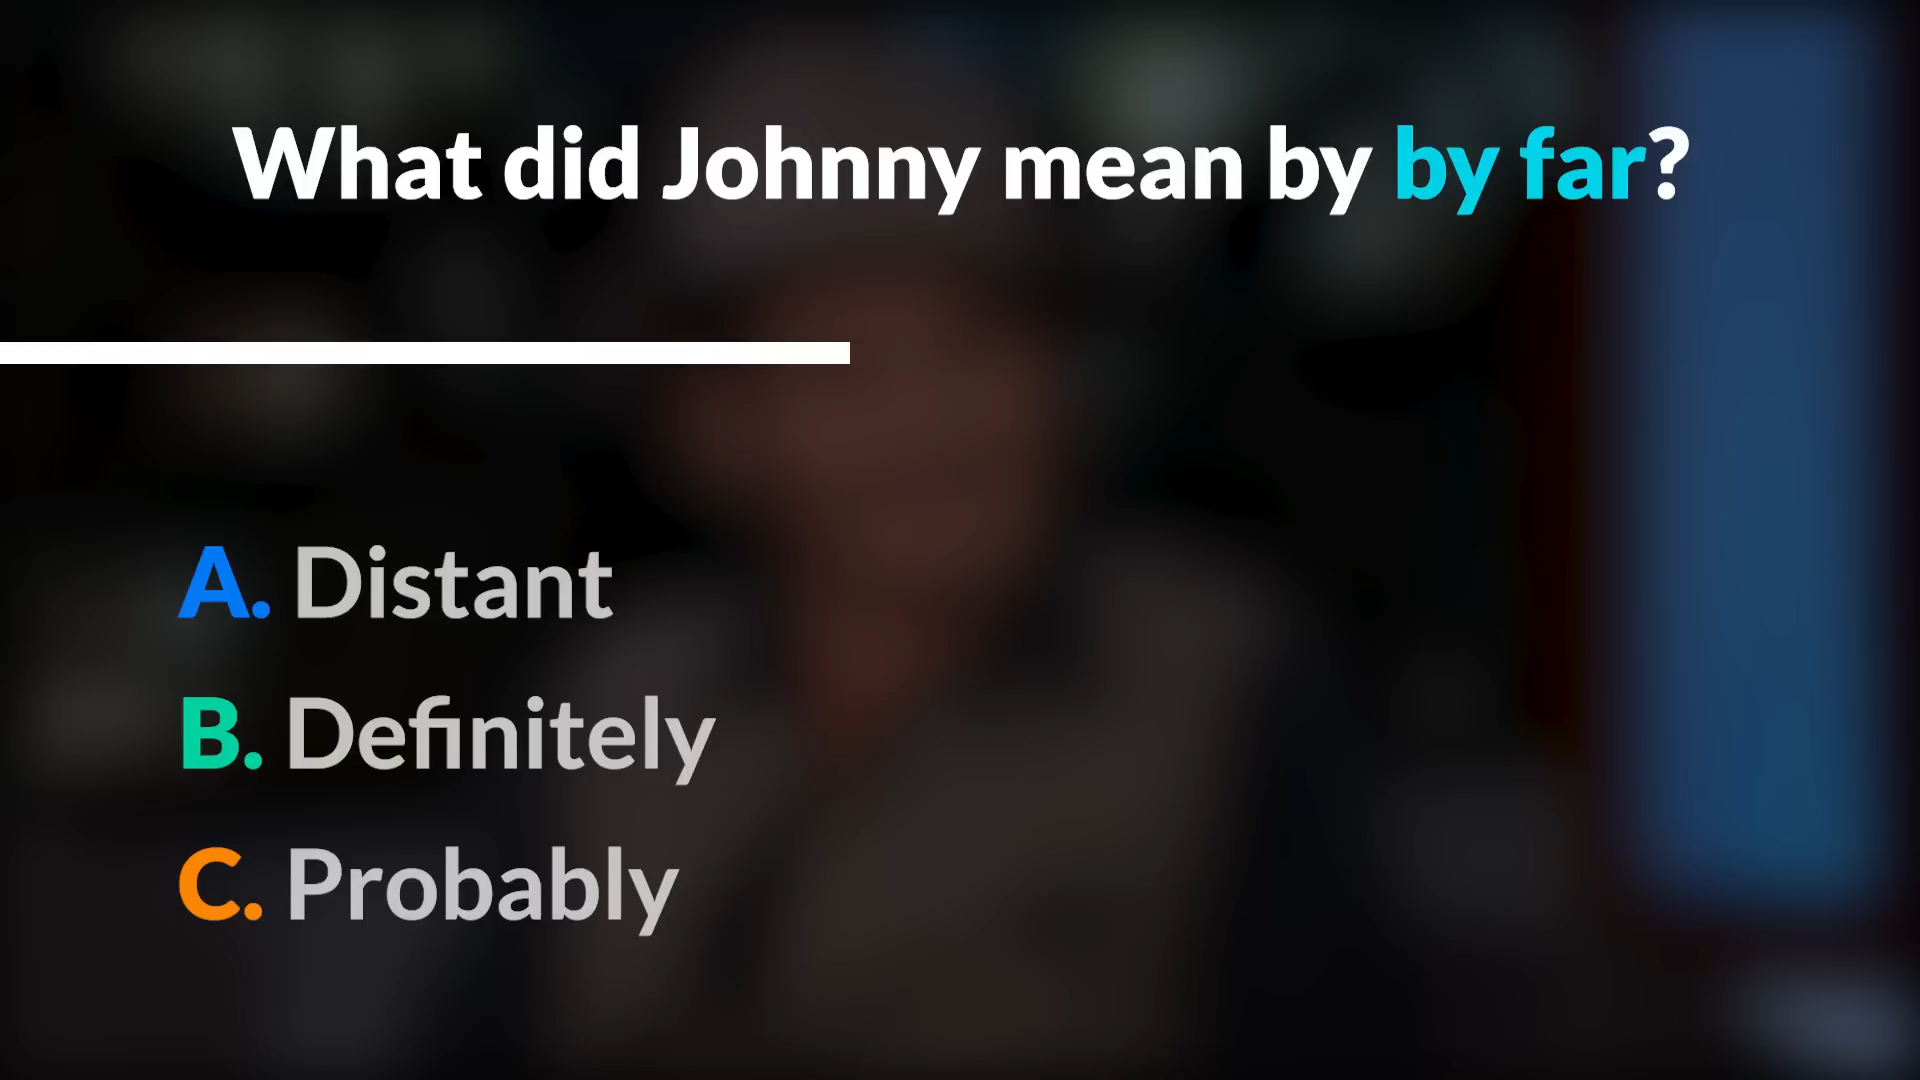 What did Johnny mean by by far?
A. Distant
B. Definitely
C. Probably